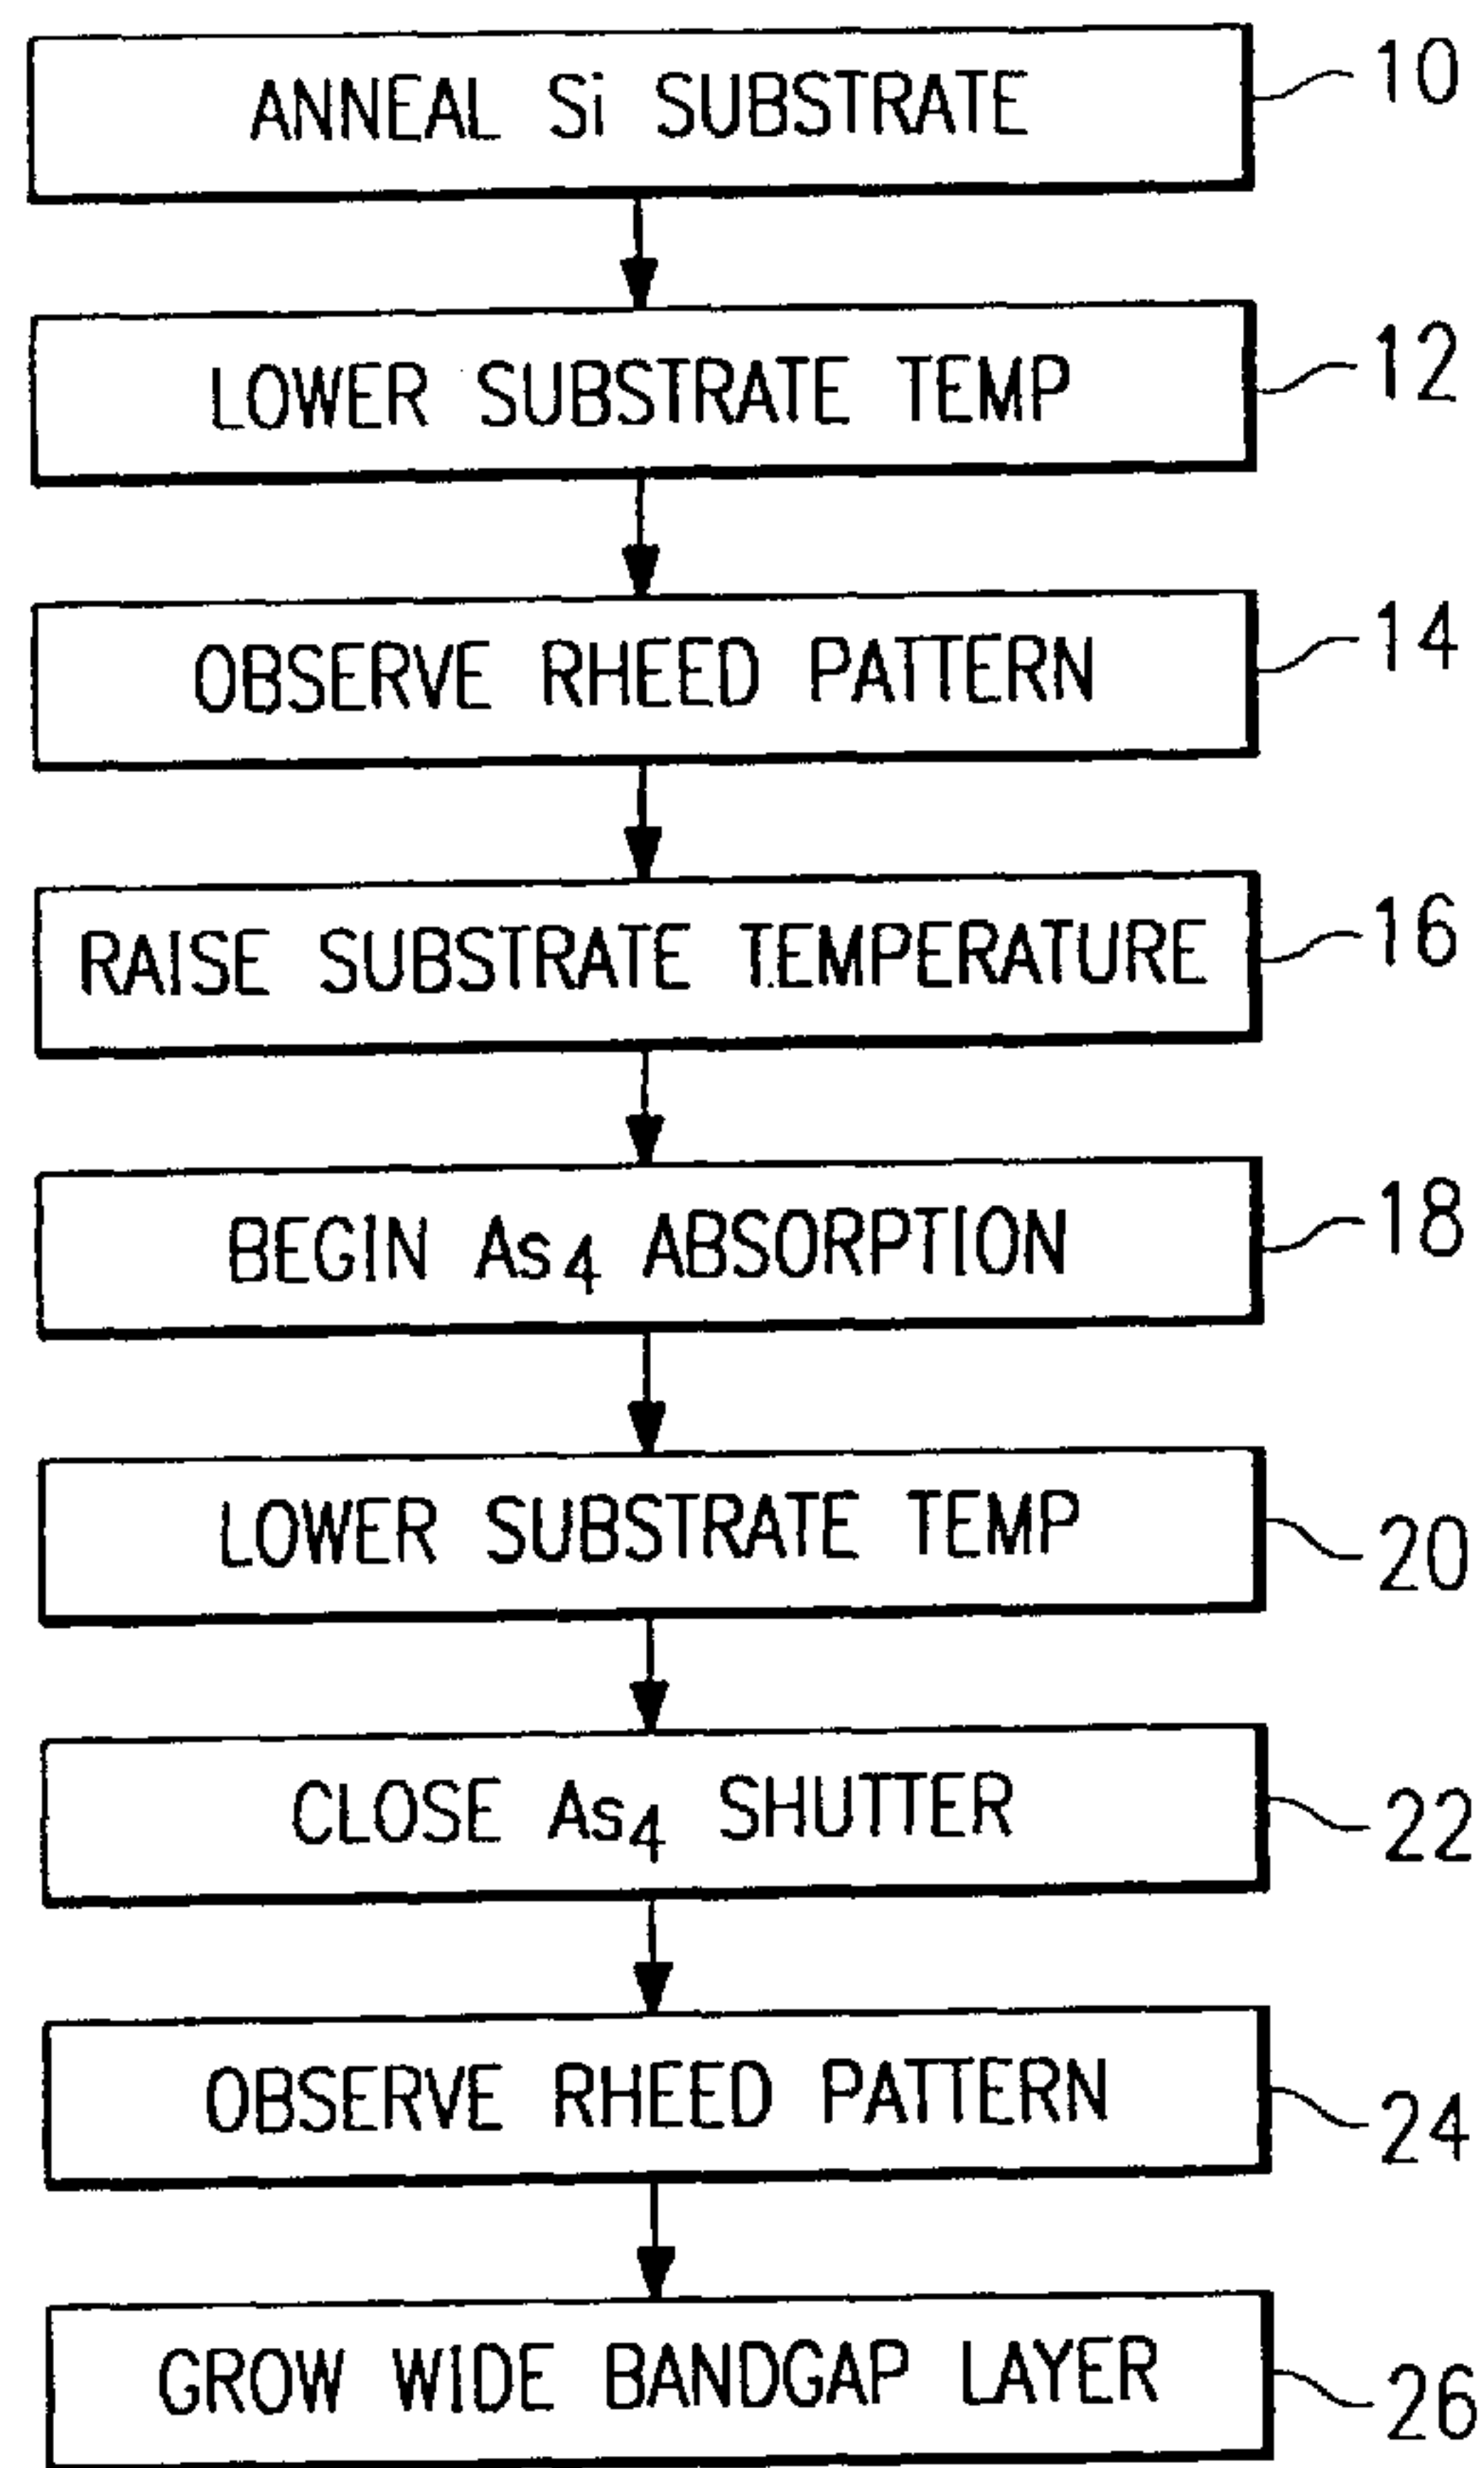 ANNEAL Si SUBSTRATE 10
LOWER SUBSTRATE TEMP 12
OBSERVE RHEED PATTERN 14
RAISE SUBSTRATE TEMPERATURE 16
BEGIN As₄ ABSORPTION 18
LOWER SUBSTRATE TEMP 20
CLOSE As₄ SHUTTER 22
OBSERVE RHEED PATTERN 24
GROW WIDE BANDGAP LAYER 26